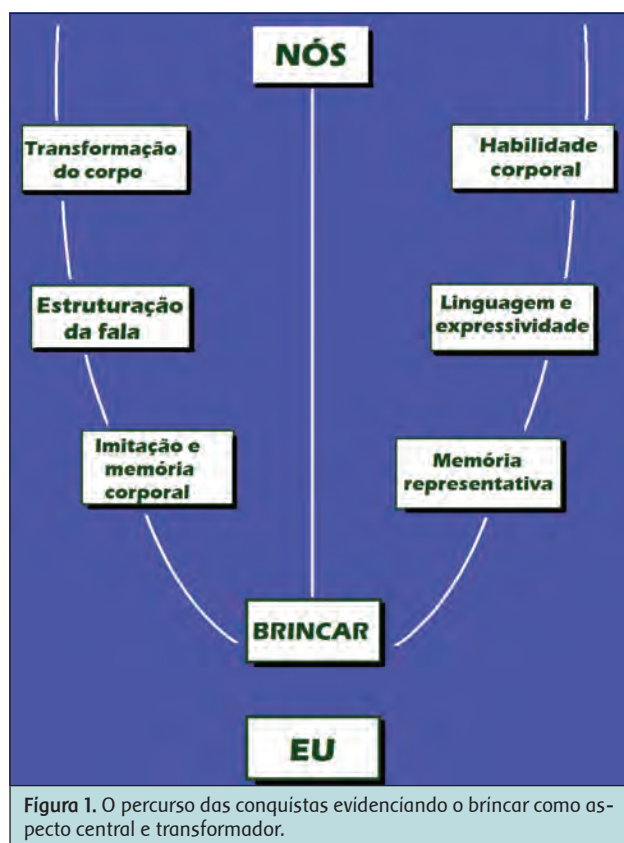 NÓS
Transformação
do corpo
Habilidade
corporal
Estruturação
da fala
Linguagem e
expressividade
Imitação e
memória
corporal
Memória
representativa
BRINCAR
EU
Figura 1. O percurso das conquistas evidenciando o brincar como as-
pecto central e transformador.